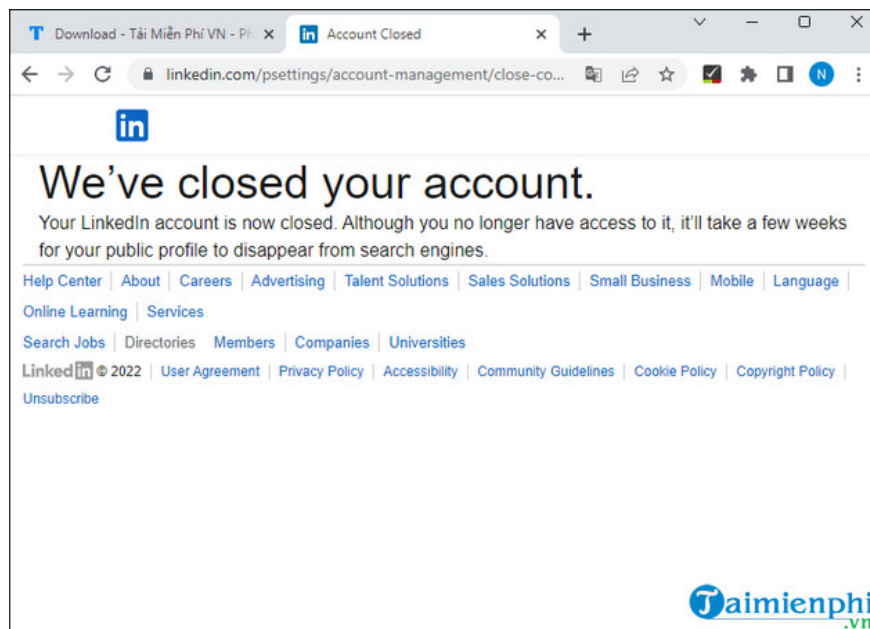 Download - Tải Miễn Phí VN - Ph
Account Closed
linkedin.com/psettings/account-management/close-co...
N
in
We've closed your account.
Your LinkedIn account is now closed. Although you no longer have access to it, it'll take a few weeks
for your public profile to disappear from search engines.
Help Center | About | Careers | Advertising | Talent Solutions | Sales Solutions | Small Business | Mobile | Language |
Online Learning | Services
Search Jobs | Directories Members | Companies | Universities
Linked in © 2022 | User Agreement | Privacy Policy | Accessibility | Community Guidelines | Cookie Policy | Copyright Policy |
Unsubscribe
Taimienphi
.vn